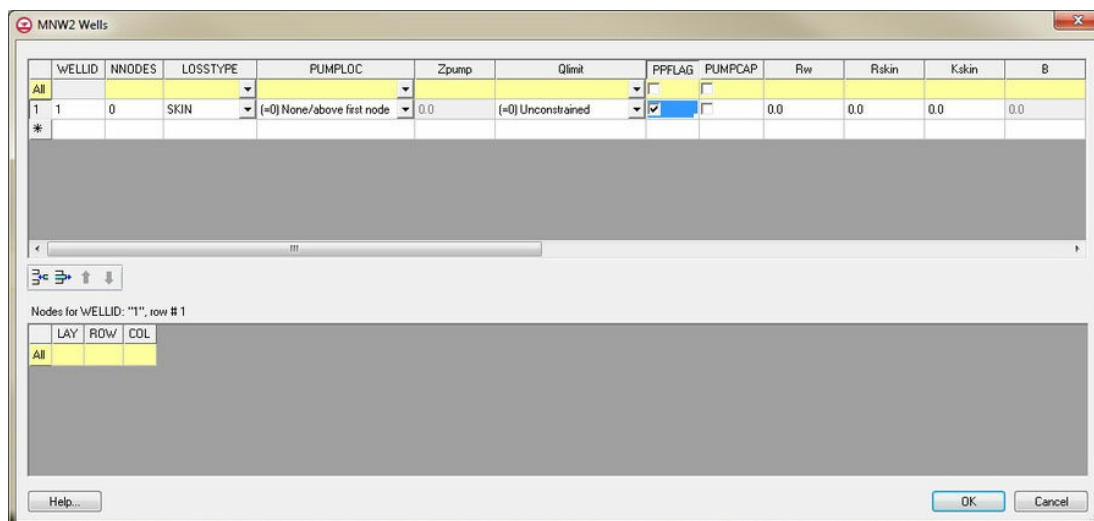 MNW2 Wells
WELLID NNODES LOSSTYPE PUMPLOC Zpump Qlimit PPFLAG PUMPCAP Rw Rskin Kskin B
All
1 1 0 SKIN (=0) None/above first node 0.0 (=0) Unconstrained 0.0 0.0 0.0 0.0
Nodes for WELLID: "1", row # 1
LAY ROW COL
All
Help... OK Cancel